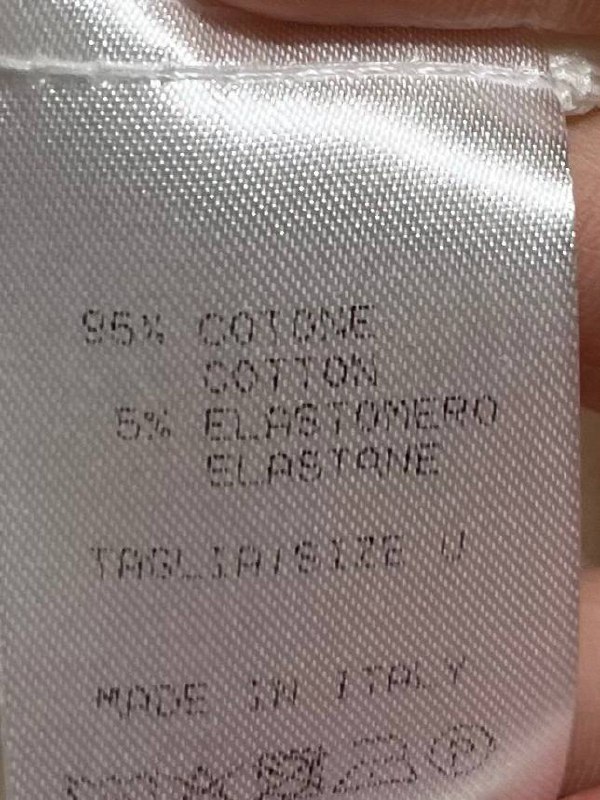 95% COTONE
COTTON
5% ELASTOMERO
ELASTANE
TAGLIA/SIZE U
MADE IN ITALY
P